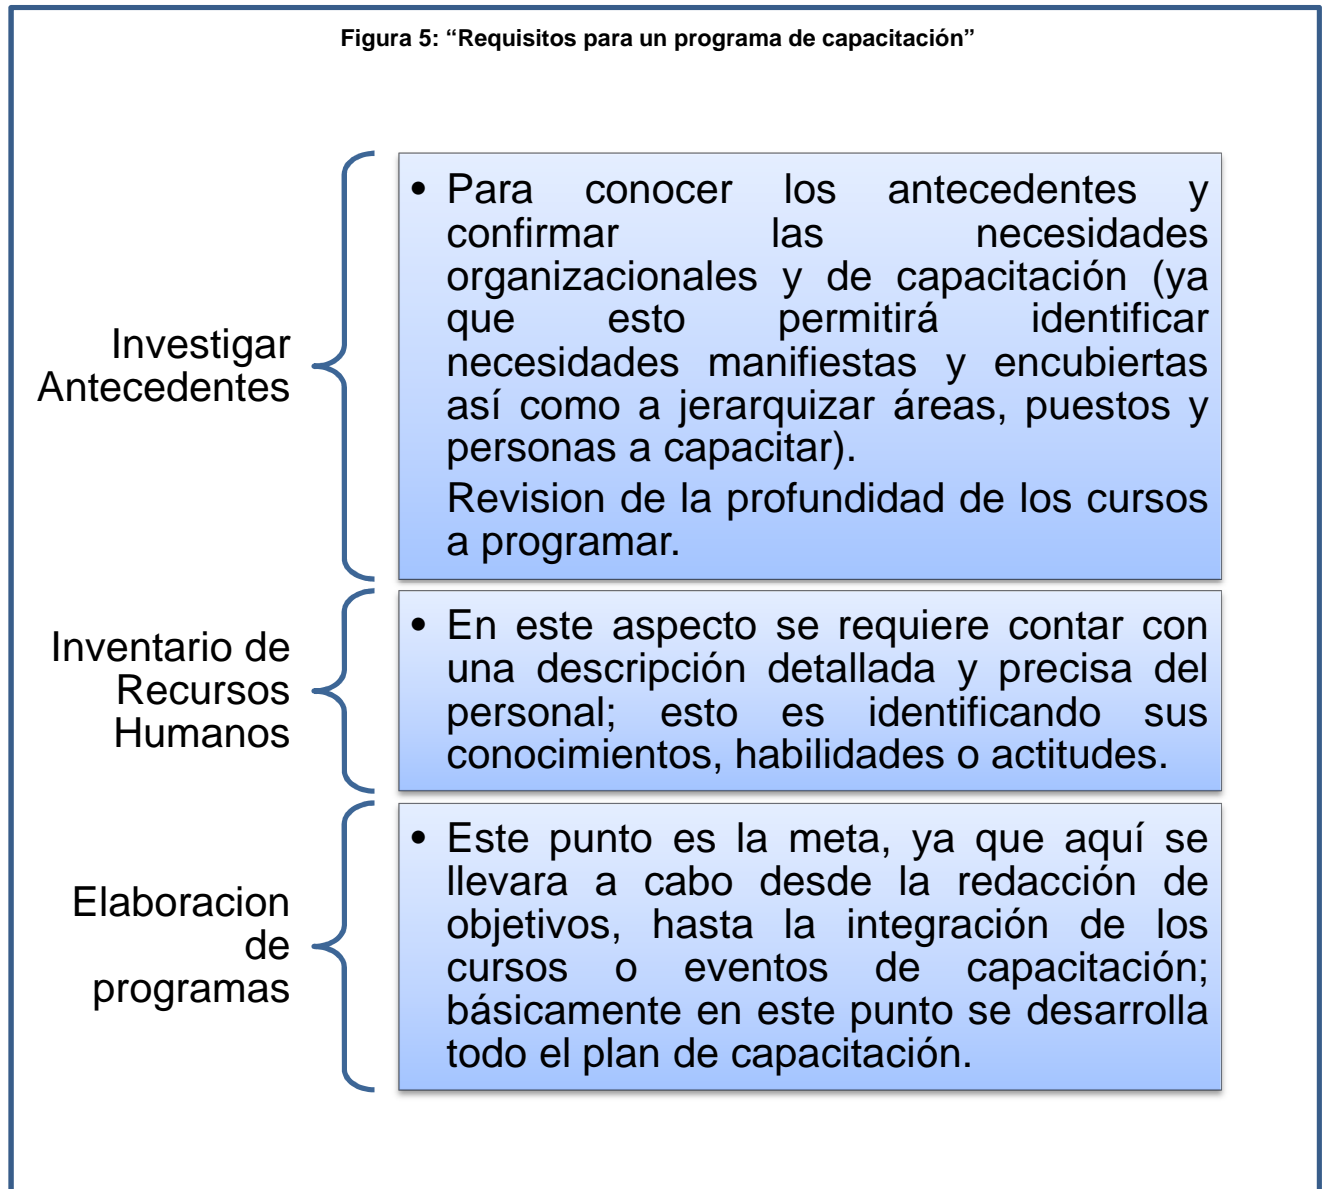 Figura 5: “Requisitos para un programa de capacitación”
Investigar
Antecedentes
• Para conocer los antecedentes y
confirmar las necesidades
organizacionales y de capacitación (ya
que esto permitirá identificar
necesidades manifiestas y encubiertas
así como a jerarquizar áreas, puestos y
personas a capacitar).
Revision de la profundidad de los cursos
a programar.
Inventario de
Recursos
Humanos
• En este aspecto se requiere contar con
una descripción detallada y precisa del
personal; esto es identificando sus
conocimientos, habilidades o actitudes.
Elaboracion
de
programas
• Este punto es la meta, ya que aquí se
llevara a cabo desde la redacción de
objetivos, hasta la integración de los
cursos o eventos de capacitación;
básicamente en este punto se desarrolla
todo el plan de capacitación.